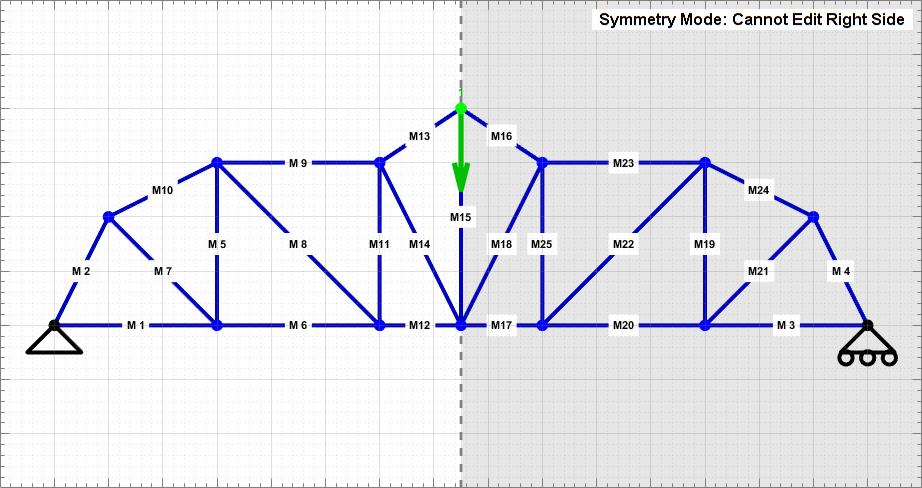 Symmetry Mode: Cannot Edit Right Side
M13 M16
M10 M 9 M23 M24
M15
M 2 M 7 M 5 M 8 M11 M14 M18 M25 M22 M19 M21 M 4
M 1 M 6 M12 M17 M20 M 3